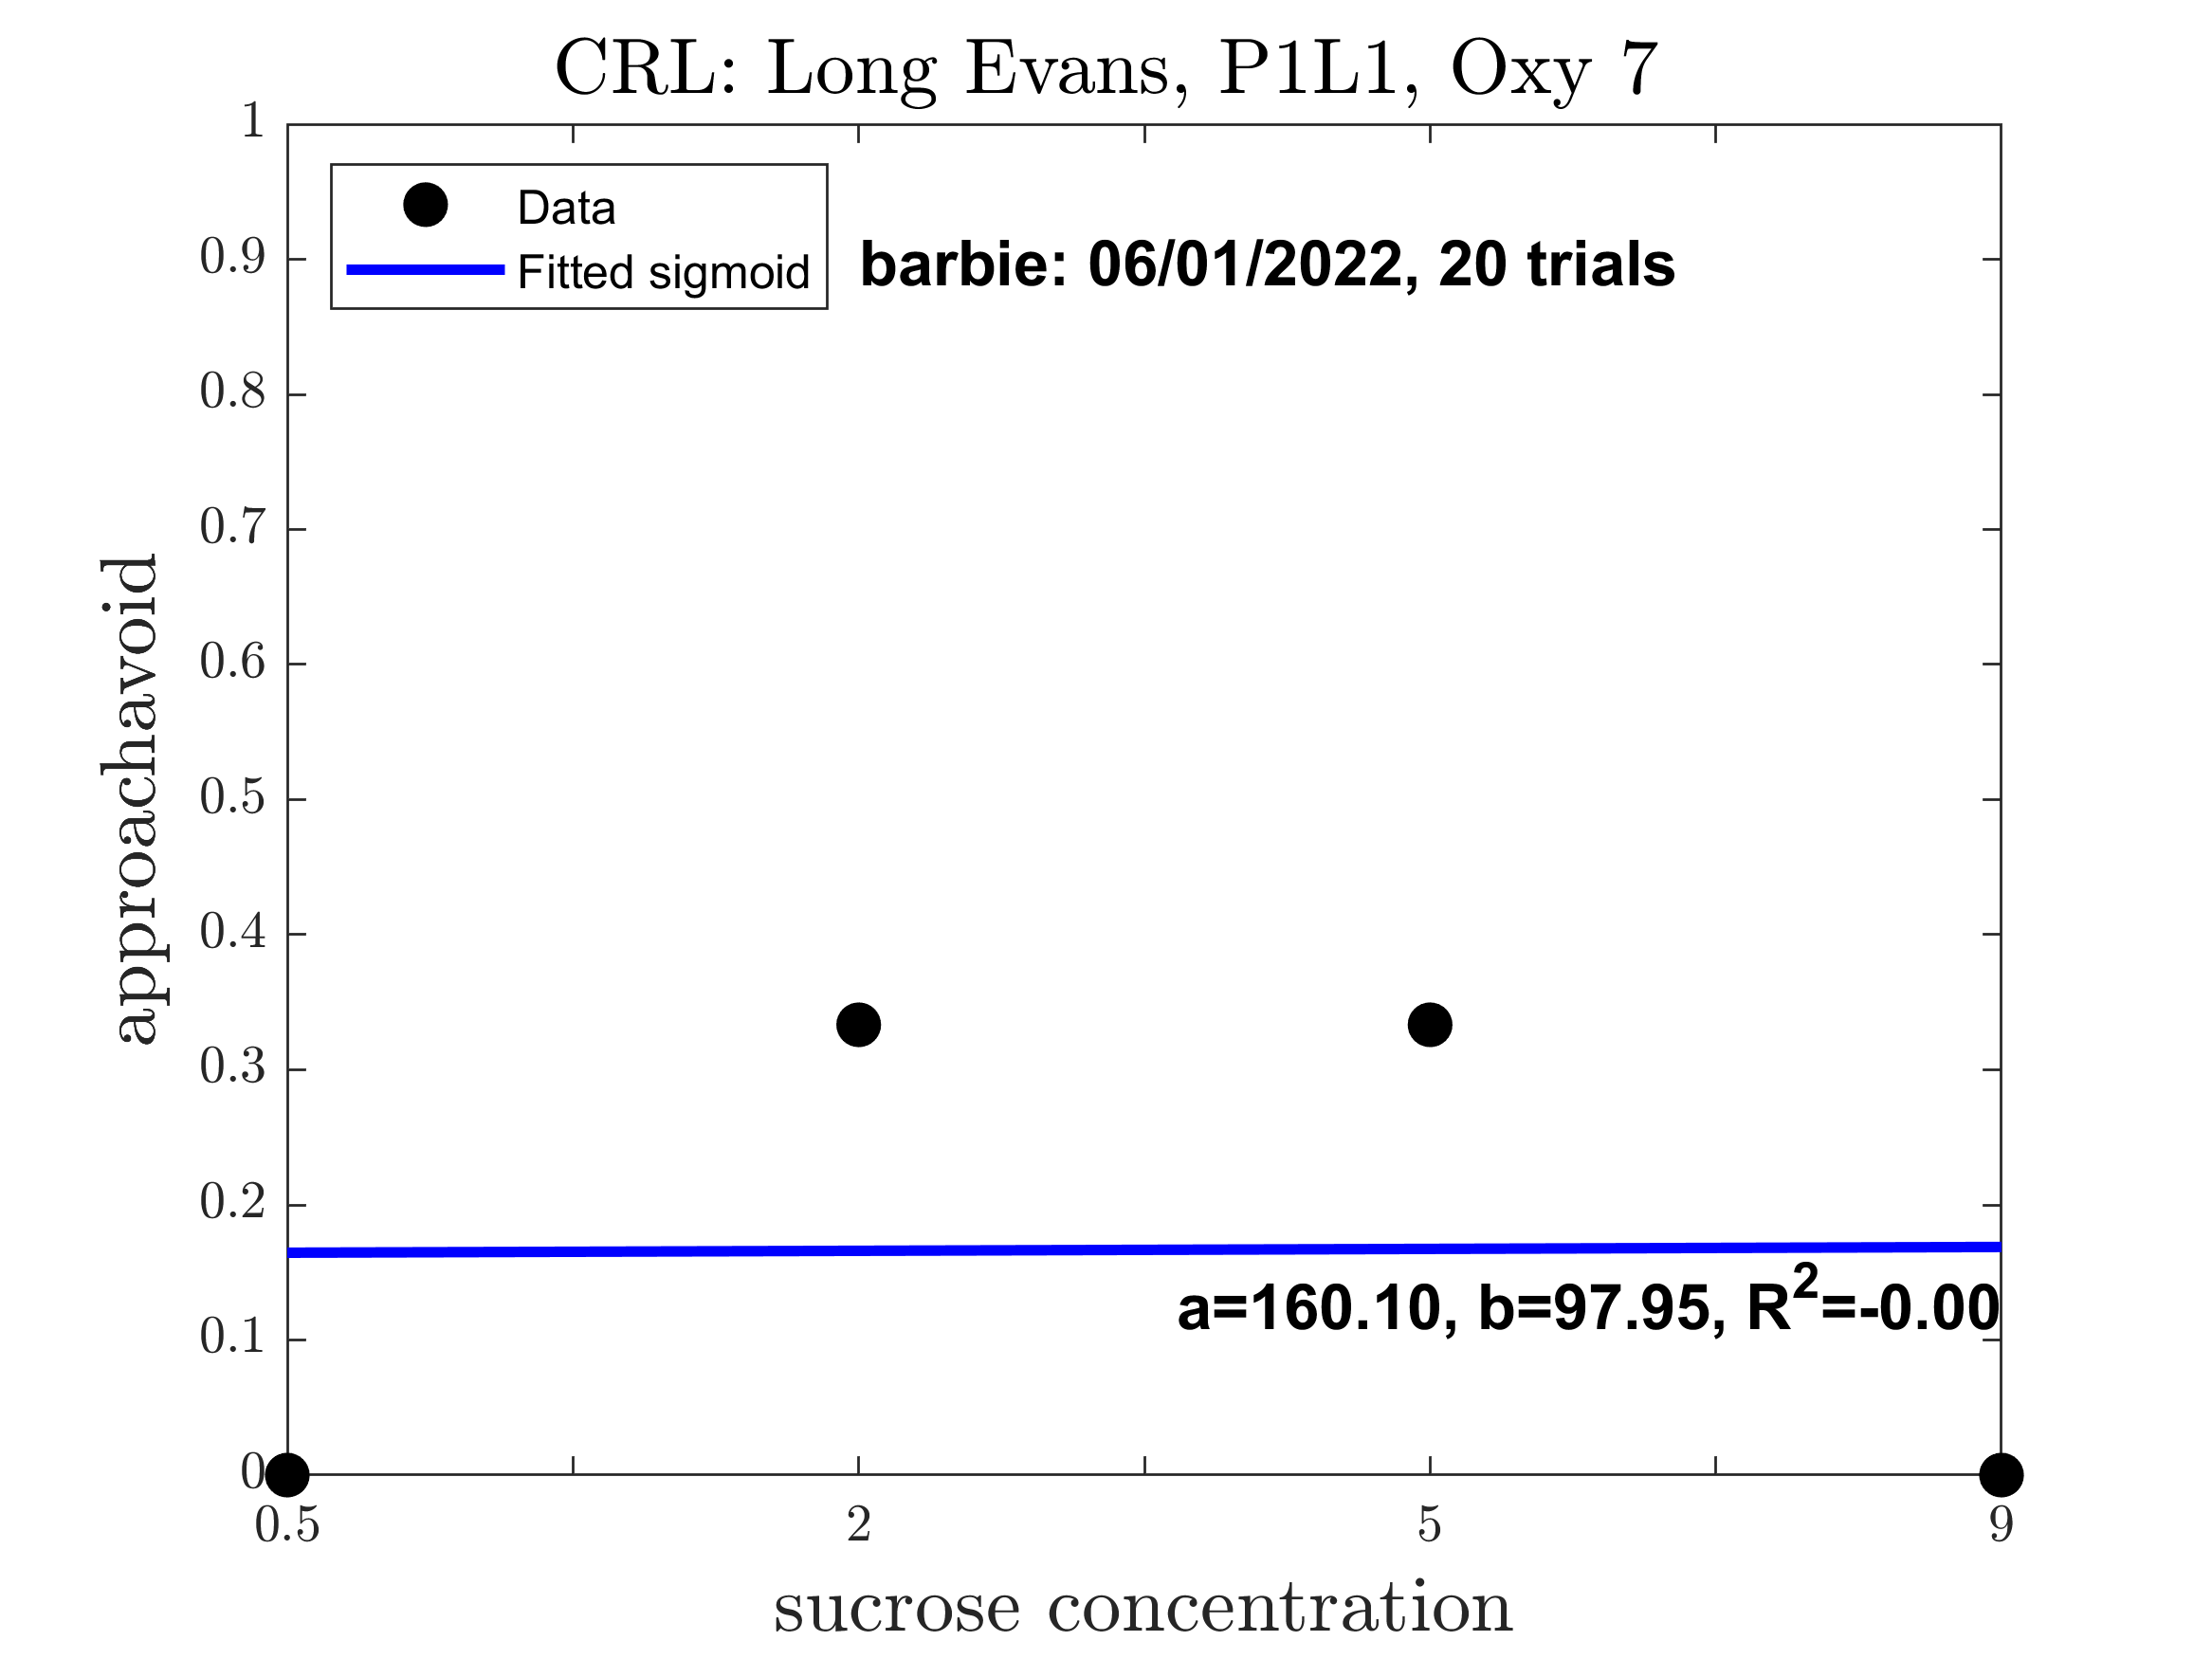 CRL: Long Evans, P1L1, Oxy 7
1
0.9
0.8
0.7
0.6
0.5
0.4
0.3
0.2
0.1
0
approachavoid
Data
Fitted sigmoid
barbie: 06/01/2022, 20 trials
a=160.10, b=97.95, R²=-0.00
0.5 2 5 9
sucrose concentration